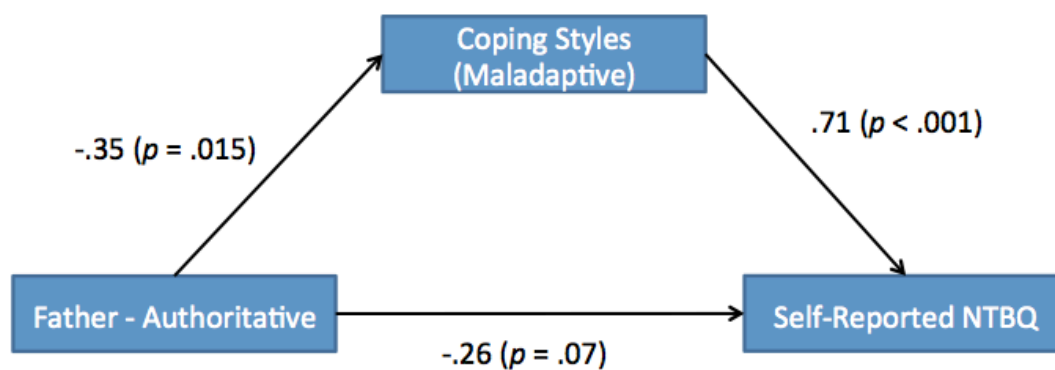 Coping Styles
(Maladaptive)
-.35 (p = .015)
.71 (p < .001)
Father - Authoritative
Self-Reported NTBQ
-.26 (p = .07)